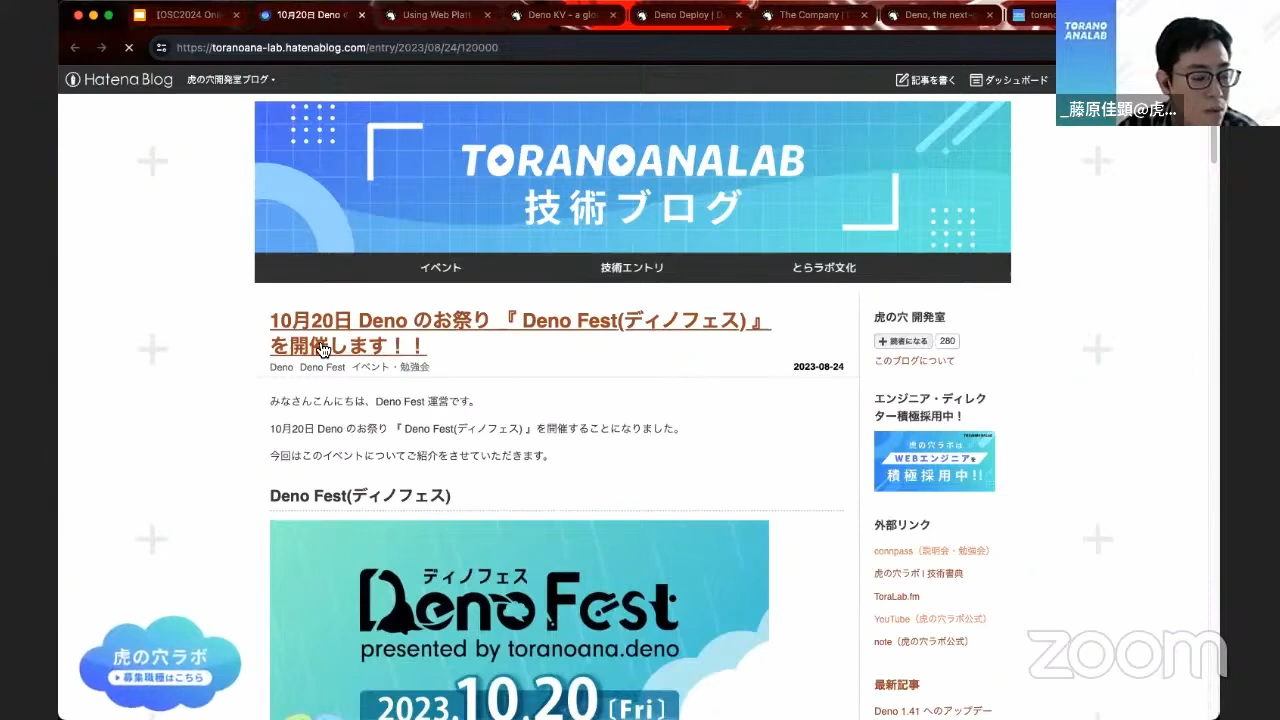 【OSC2024 Onli
10月20日 Deno の
Using Web Platf
Deno KV – a glo
Deno Deploy | D
The Company | D
Deno, the next-
toranoa
https://toranoana-lab.hatenablog.com/entry/2023/08/24/120000
Hatena Blog
虎の穴開発室ブログ
記事を書く
ダッシュボード
TORANO
ANALAB
_藤原佳顕@虎...
TORANOANALAB
技術ブログ
イベント
技術エントリ
とらラボ文化
10月20日 Deno のお祭り 『 Deno Fest(ディノフェス) 』
を開催します！！
Deno Deno Fest イベント・勉強会
2023-08-24
みなさんこんにちは、Deno Fest 運営です。
10月20日 Deno のお祭り 『 Deno Fest(ディノフェス) 』を開催することになりました。
今回はこのイベントについてご紹介をさせていただきます。
Deno Fest(ディノフェス)
ディノフェス
Deno Fest
presented by toranoana.deno
2023.10.20 [Fri]
虎の穴 開発室
読者になる 280
このブログについて
エンジニア・ディレク
ター積極採用中！
TORANOANALAB
虎の穴ラボは
WEBエンジニアを
積極採用中!!
外部リンク
connpass（説明会・勉強会）
虎の穴ラボ | 技術書典
ToraLab.fm
YouTube（虎の穴ラボ公式）
note（虎の穴ラボ公式）
最新記事
Deno 1.41 へのアップデー
虎の穴ラボ
募集職種はこちら
zoom